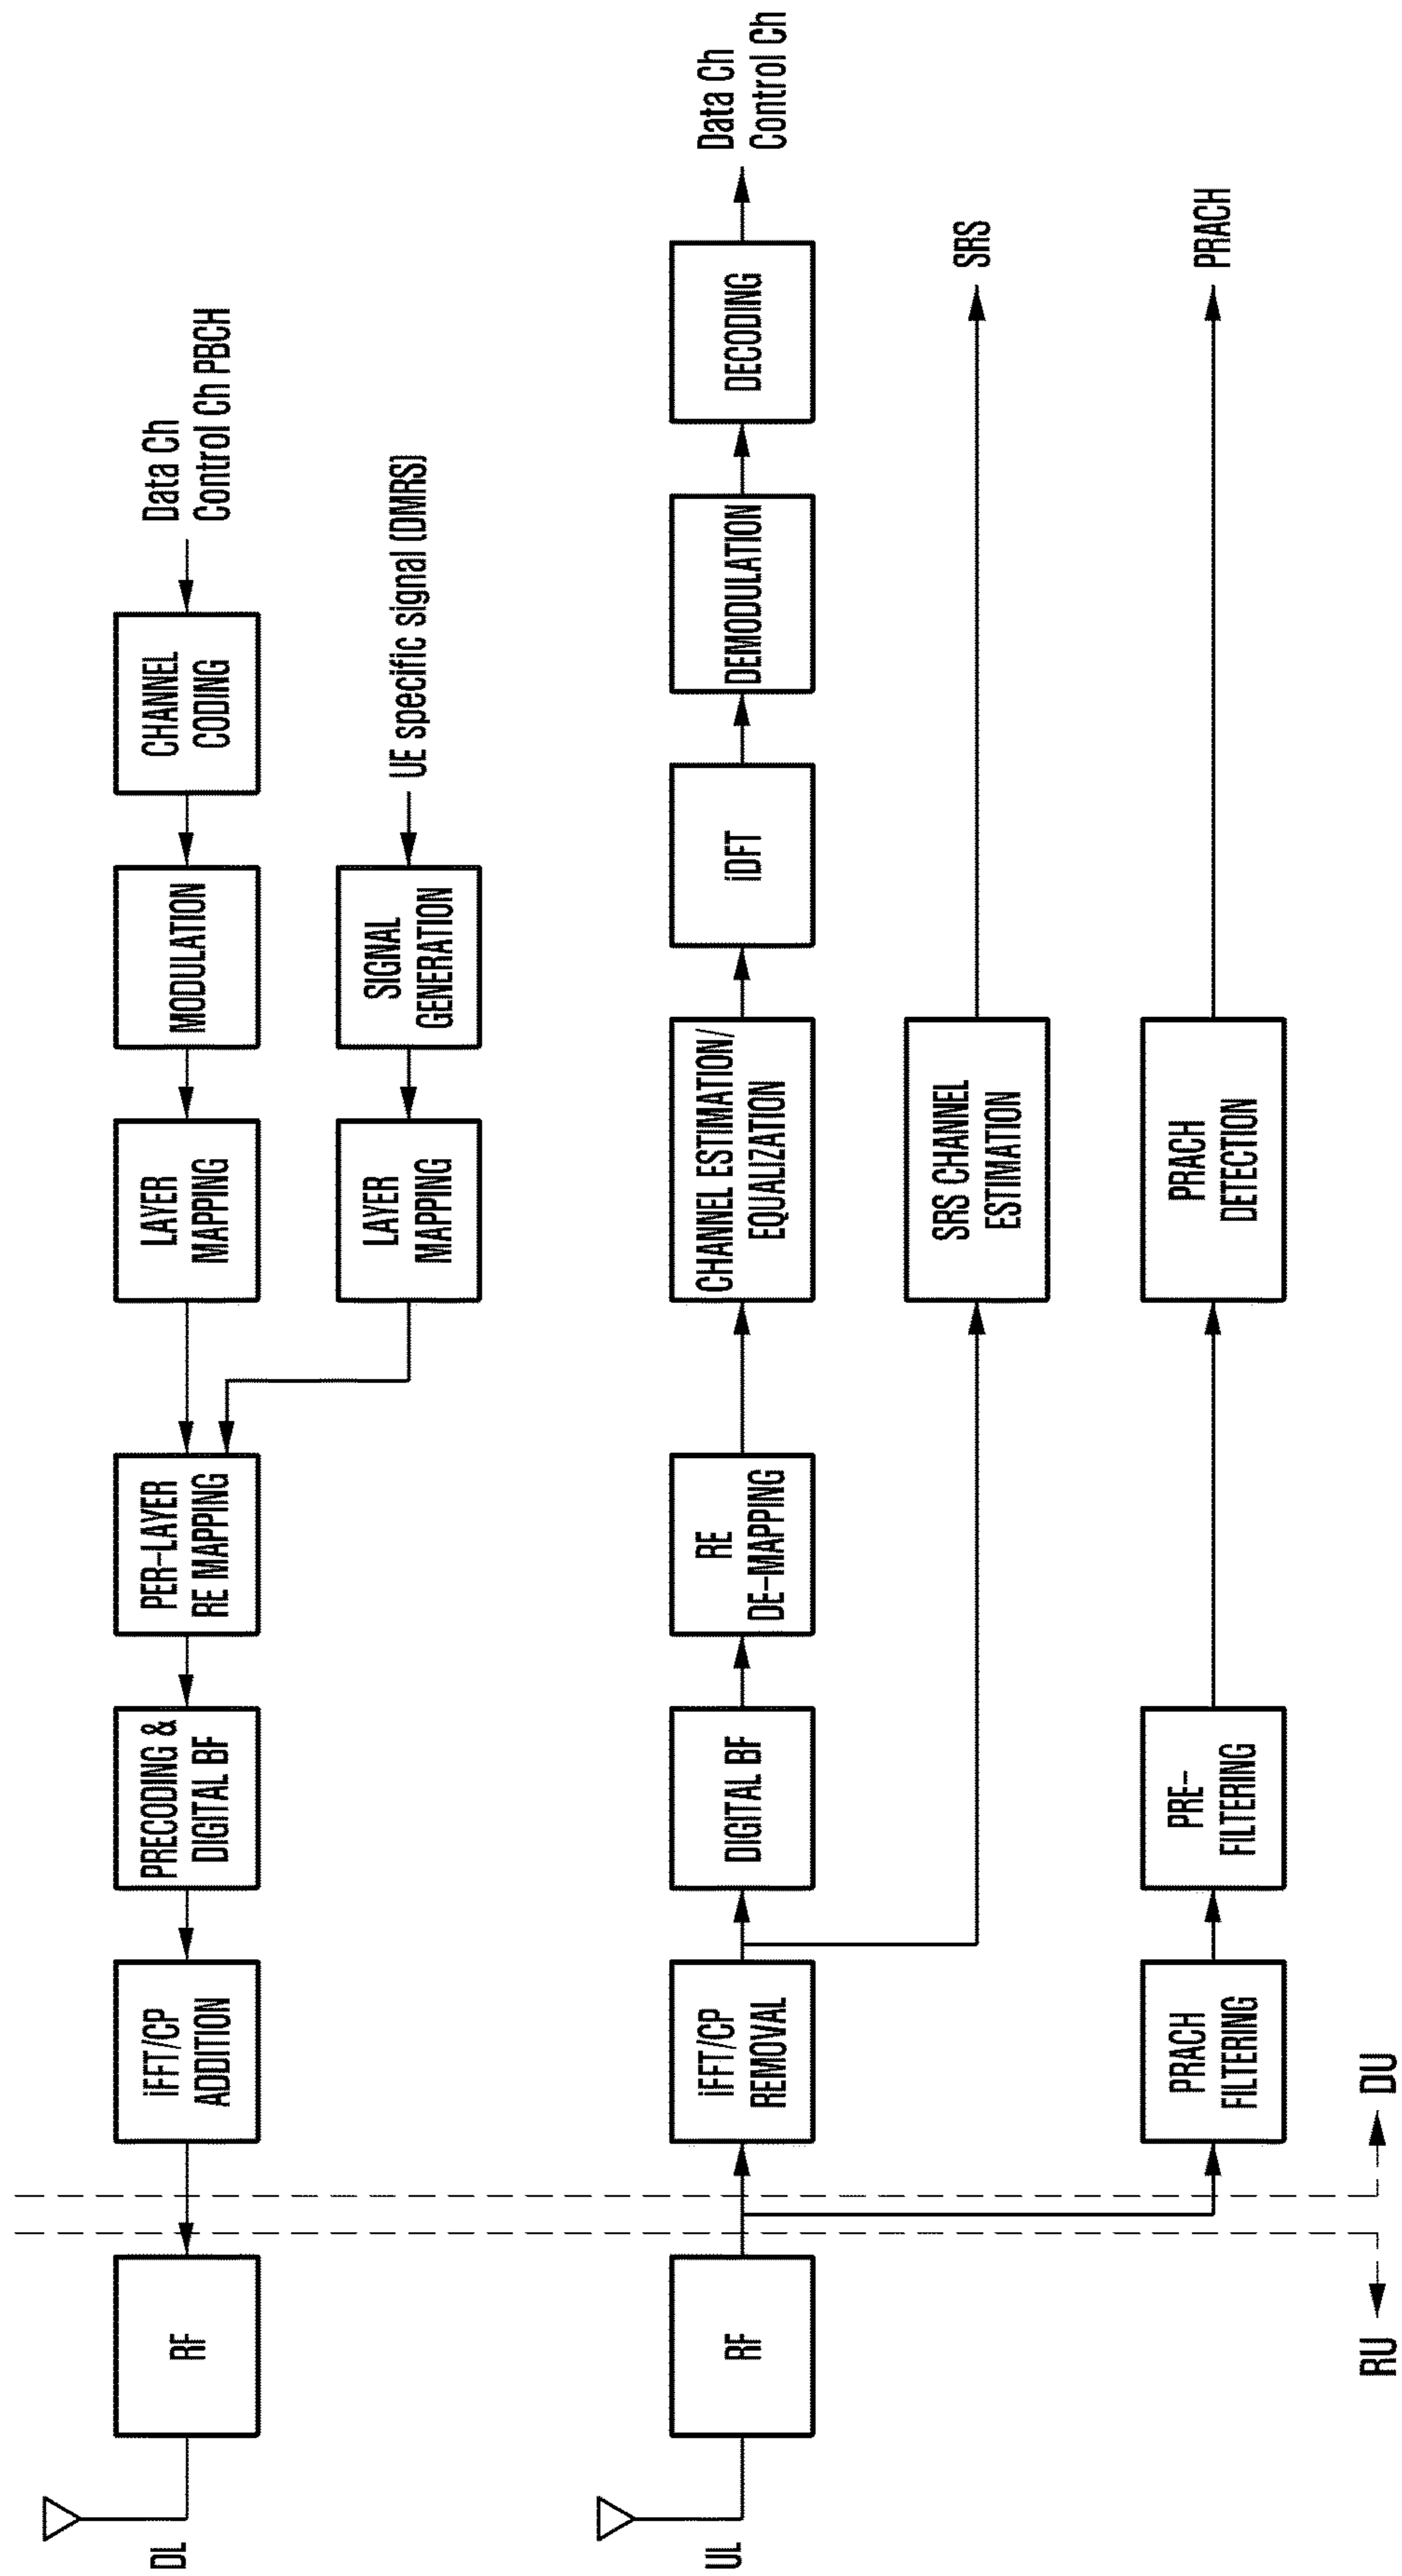 DL
RF
iFFT/CP
ADDITION
PRECODING &
DIGITAL BF
PER-LAYER
RE MAPPING
LAYER
MAPPING
MODULATION
CHANNEL
CODING
Data Ch
Control Ch PBCH
LAYER
MAPPING
SIGNAL
GENERATION
UE specific signal (DMRS)
UL
RF
iFFT/CP
REMOVAL
DIGITAL BF
RE
DE-MAPPING
CHANNEL ESTIMATION/
EQUALIZATION
iDFT
DEMODULATION
DECODING
Data Ch
Control Ch
SRS CHANNEL
ESTIMATION
SRS
PRACH
FILTERING
PRE-
FILTERING
PRACH
DETECTION
PRACH
RU
DU